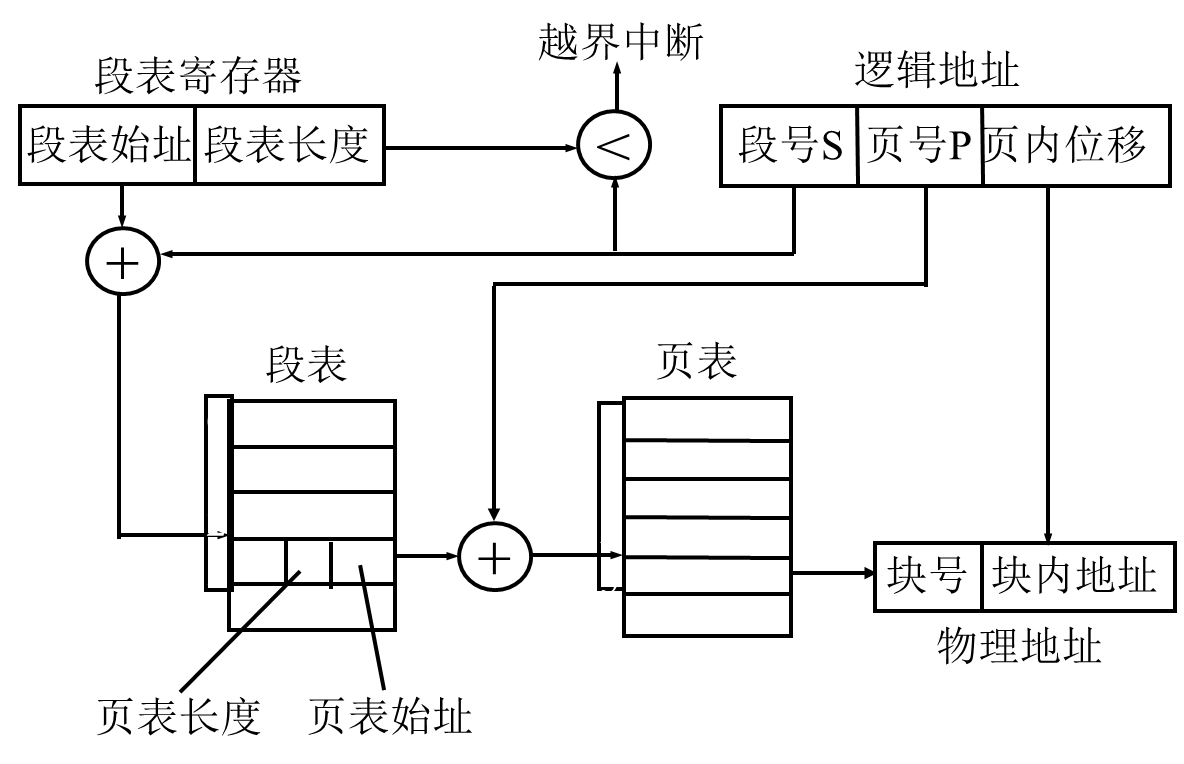 越界中断
段表寄存器
逻辑地址
段表始址 段表长度
<
段号S 页号P 页内位移
+
段表
页表
+
块号 块内地址
物理地址
页表长度 页表始址